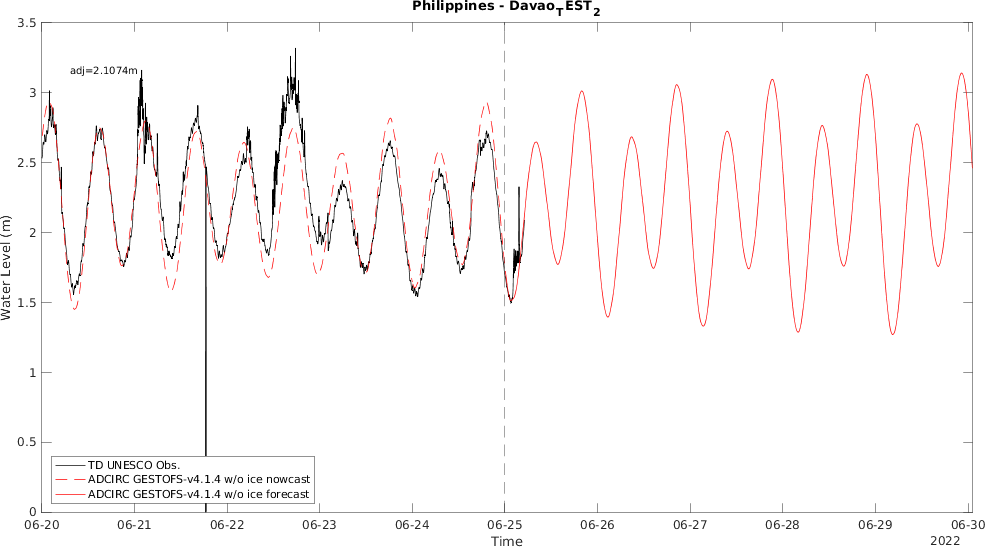 Philippines - Davao_TEST_2
adj=2.1074m
3.5
3
2.5
2
1.5
1
0.5
0
Water Level (m)
TD UNESCO Obs.
ADCIRC GESTOFS-v4.1.4 w/o ice nowcast
ADCIRC GESTOFS-v4.1.4 w/o ice forecast
06-20 06-21 06-22 06-23 06-24 06-25 06-26 06-27 06-28 06-29 06-30
Time
2022